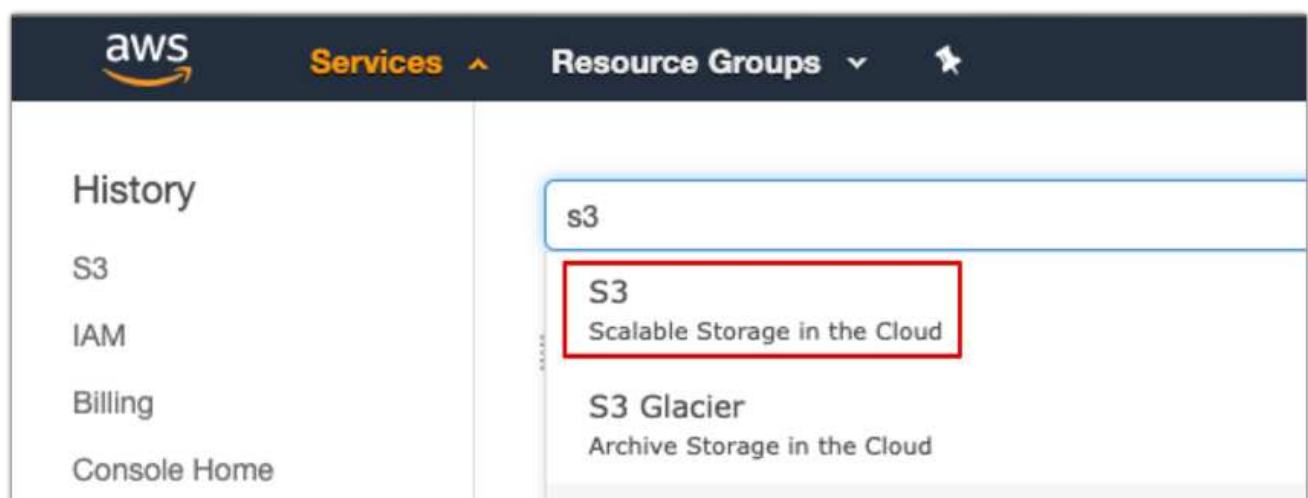 aws Services Resource Groups
History
S3
IAM
Billing
Console Home
s3
S3
Scalable Storage in the Cloud
S3 Glacier
Archive Storage in the Cloud